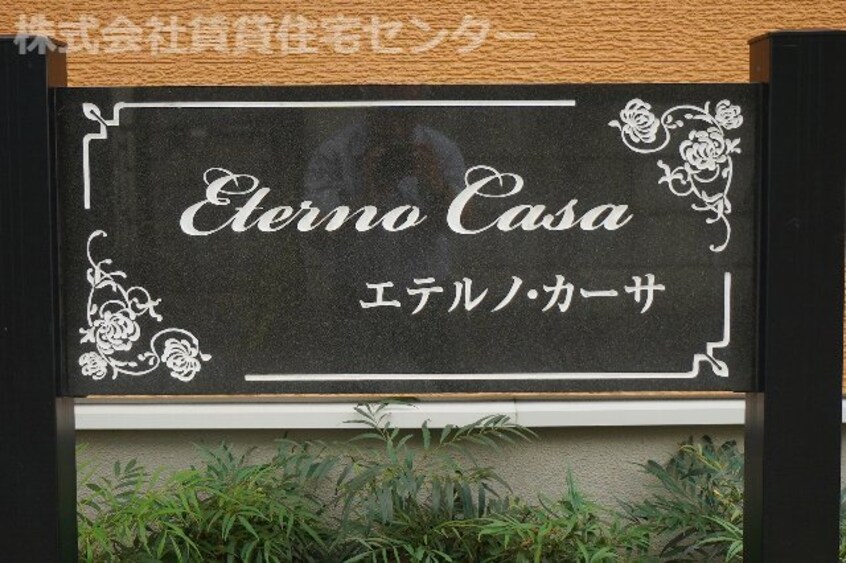 株式会社賃貸住宅センター
Eterno Casa
エテルノ・カーサ